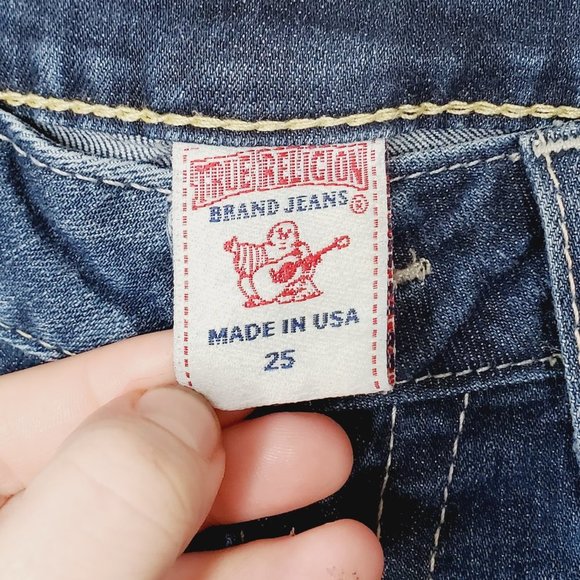 TRUE RELIGION
BRAND JEANS®
MADE IN USA
25